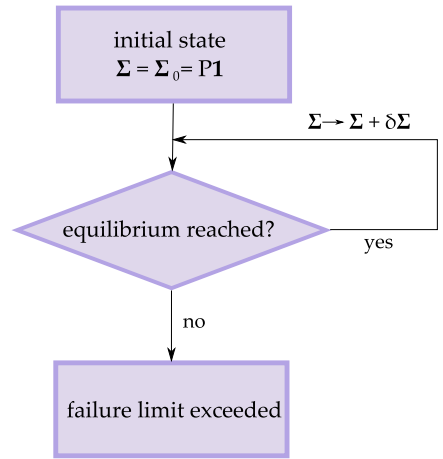 initial state
Σ = Σ₀= P1
Σ→ Σ + δΣ
equilibrium reached?
yes
no
failure limit exceeded